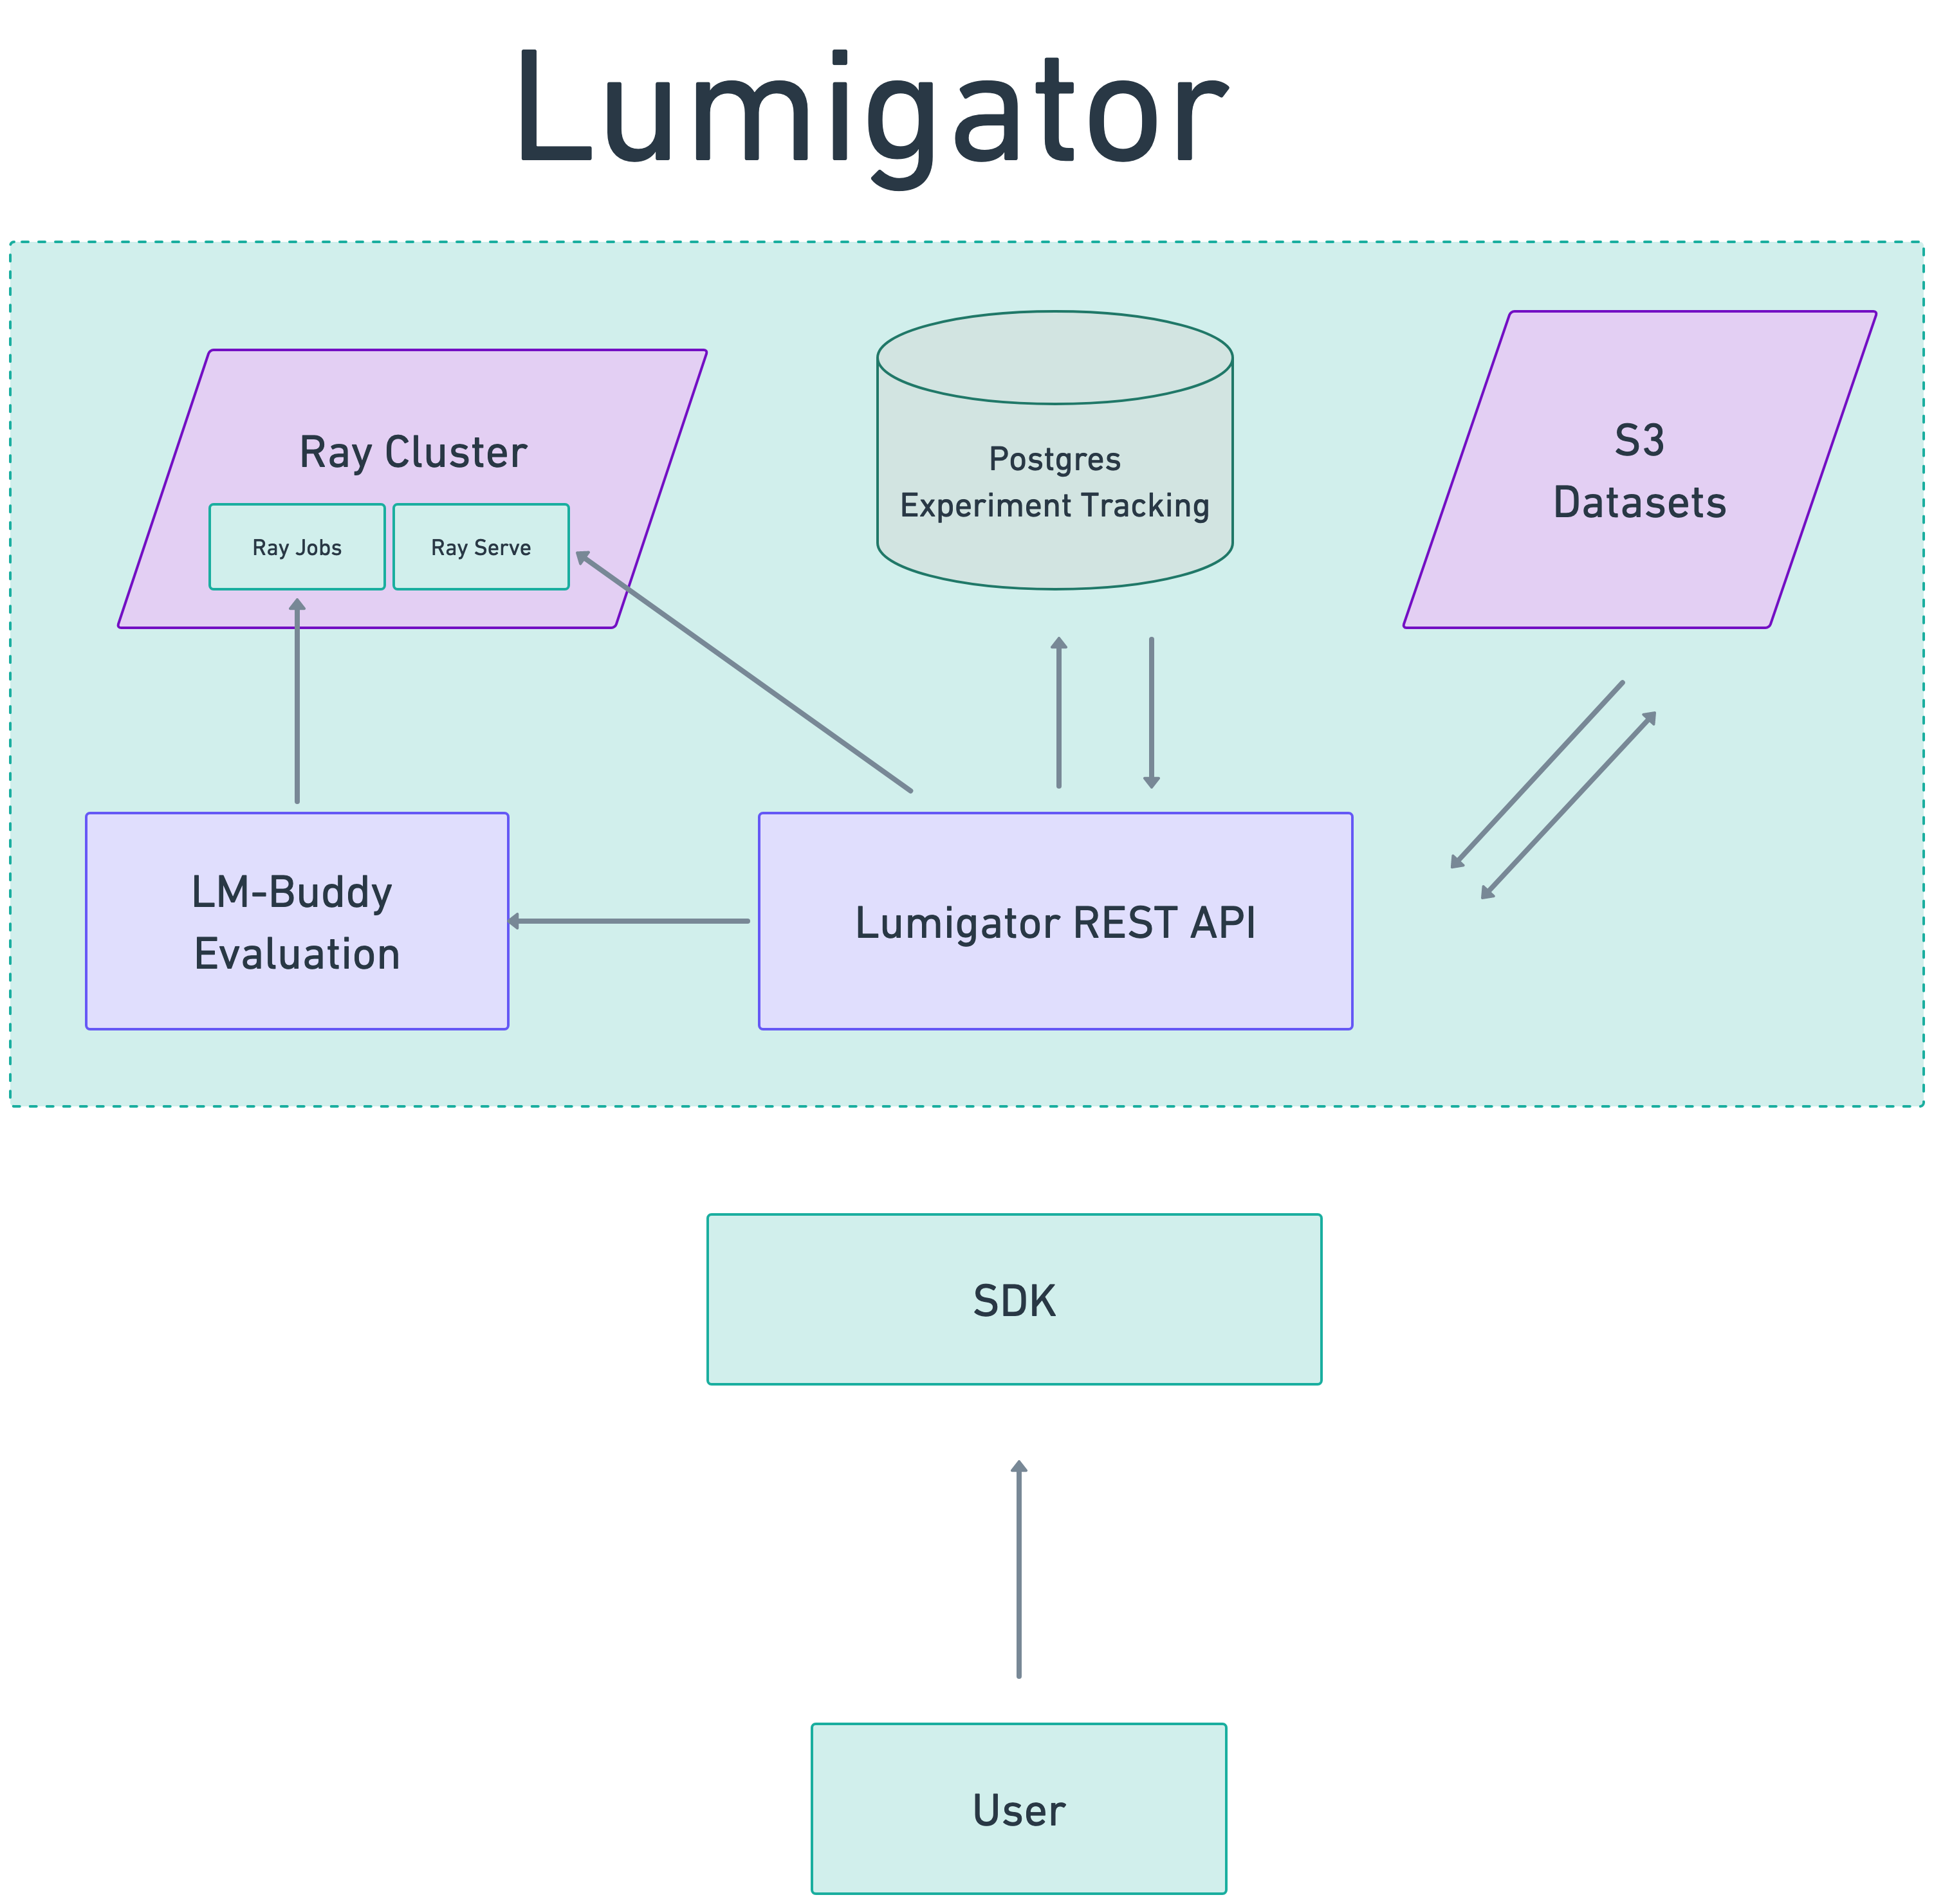 Lumigator
Ray Cluster
Ray Jobs
Ray Serve
Postgres
Experiment Tracking
S3
Datasets
LM-Buddy
Evaluation
Lumigator REST API
SDK
User